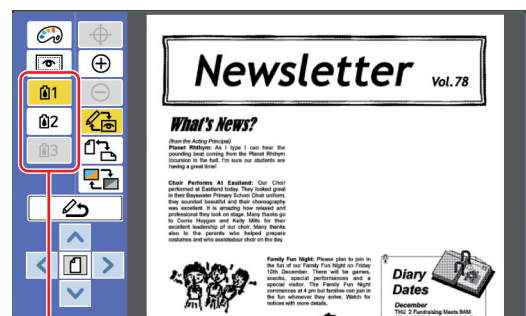 1
2
3
Newsletter Vol. 78
What's News?
(from the Acting Principal)
Planet Rhthym: As I type I can hear the
pounding beat coming from the Planet Rhthym
incursion in the hall. I'm sure our students are
having a great time!
Choir Performs At Eastland: Our Choir
performed at Eastland today. They looked great
in their Bayswater Primary School Choir uniform,
they sounded beautiful and their choreography
was excellent. It is amazing how relaxed and
professional they look on stage. Many thanks go
to Corrie Huygen and Kelly Mills for their
excellent leadership of our choir. Many thanks
also to the parents who helped prepare
costumes and who assistedour choir on the day.
Family Fun Night: Please plan to join in
the fun of our Family Fun Night on Friday
10th December. There will be games,
snacks, special performances and a
special visitor. The Family Fun Night
commences at 4 pm but families can join in
the fun whenever they arrive. Watch for
notices with more details.
Diary
Dates
December
THU 2 Fundraising Meets 9AM